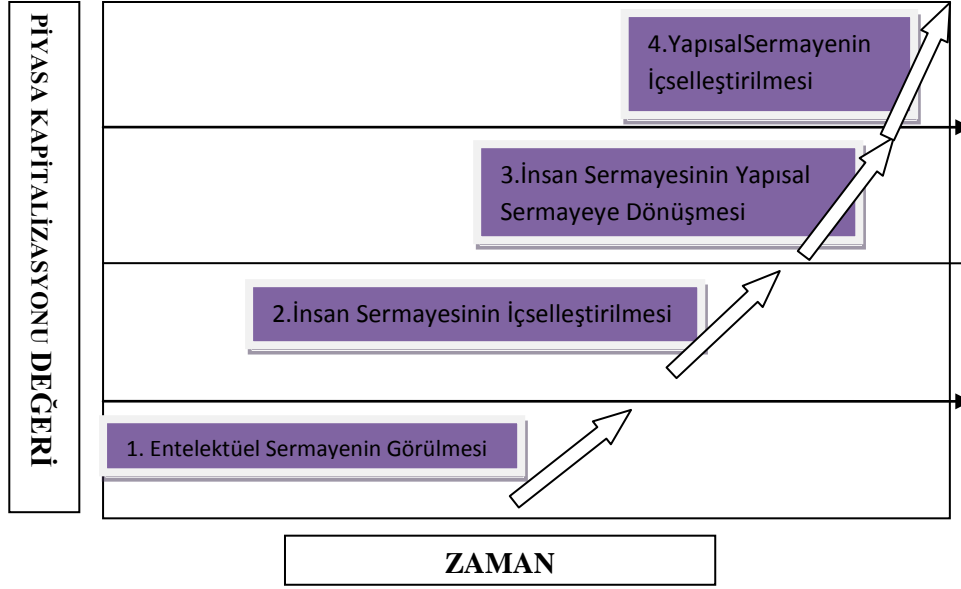 PİYASA KAPİTALİZASYONU DEĞERİ
4.YapısalSermayenin
İçselleştirilmesi
3.İnsan Sermayesinin Yapısal
Sermayeye Dönüşmesi
2.İnsan Sermayesinin İçselleştirilmesi
1. Entelektüel Sermayenin Görülmesi
ZAMAN